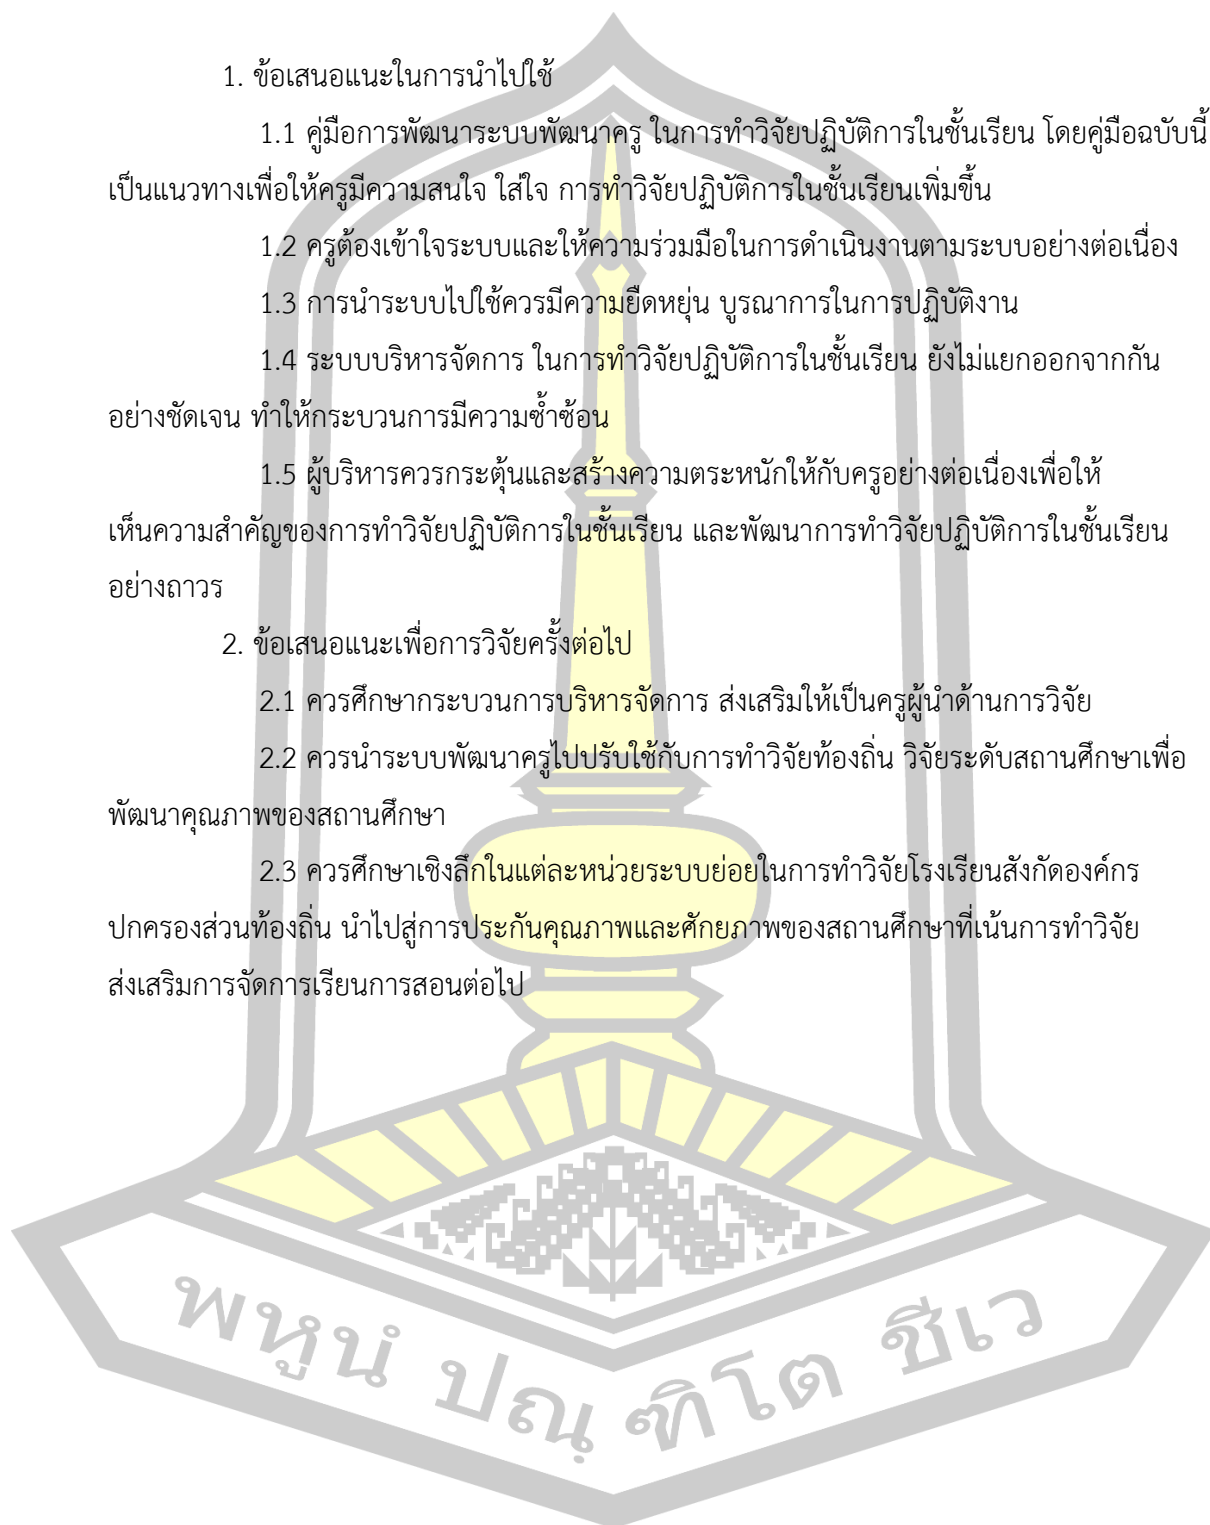 1. ข้อเสนอแนะในการนำไปใช้
1.1 คู่มือการพัฒนาระบบพัฒนาครู ในการทำวิจัยปฏิบัติการในชั้นเรียน โดยคู่มือฉบับนี้
เป็นแนวทางเพื่อให้ครูมีความสนใจ ใส่ใจ การทำวิจัยปฏิบัติการในชั้นเรียนเพิ่มขึ้น
1.2 ครูต้องเข้าใจระบบและให้ความร่วมมือในการดำเนินงานตามระบบอย่างต่อเนื่อง
1.3 การนำระบบไปใช้ควรมีความยืดหยุ่น บูรณาการในการปฏิบัติงาน
1.4 ระบบบริหารจัดการ ในการทำวิจัยปฏิบัติการในชั้นเรียน ยังไม่แยกออกจากกัน
อย่างชัดเจน ทำให้กระบวนการมีความซ้ำซ้อน
1.5 ผู้บริหารควรกระตุ้นและสร้างความตระหนักให้กับครูอย่างต่อเนื่องเพื่อให้
เห็นความสำคัญของการทำวิจัยปฏิบัติการในชั้นเรียน และพัฒนาการทำวิจัยปฏิบัติการในชั้นเรียน
อย่างถาวร
2. ข้อเสนอแนะเพื่อการวิจัยครั้งต่อไป
2.1 ควรศึกษากระบวนการบริหารจัดการ ส่งเสริมให้เป็นครูผู้นำด้านการวิจัย
2.2 ควรนำระบบพัฒนาครูไปปรับใช้กับการทำวิจัยท้องถิ่น วิจัยระดับสถานศึกษาเพื่อ
พัฒนาคุณภาพของสถานศึกษา
2.3 ควรศึกษาเชิงลึกในแต่ละหน่วยระบบย่อยในการทำวิจัยโรงเรียนสังกัดองค์กร
ปกครองส่วนท้องถิ่น นำไปสู่การประกันคุณภาพและศักยภาพของสถานศึกษาที่เน้นการทำวิจัย
ส่งเสริมการจัดการเรียนการสอนต่อไป
พหูนํ ปณฺฑิโต ชีเว